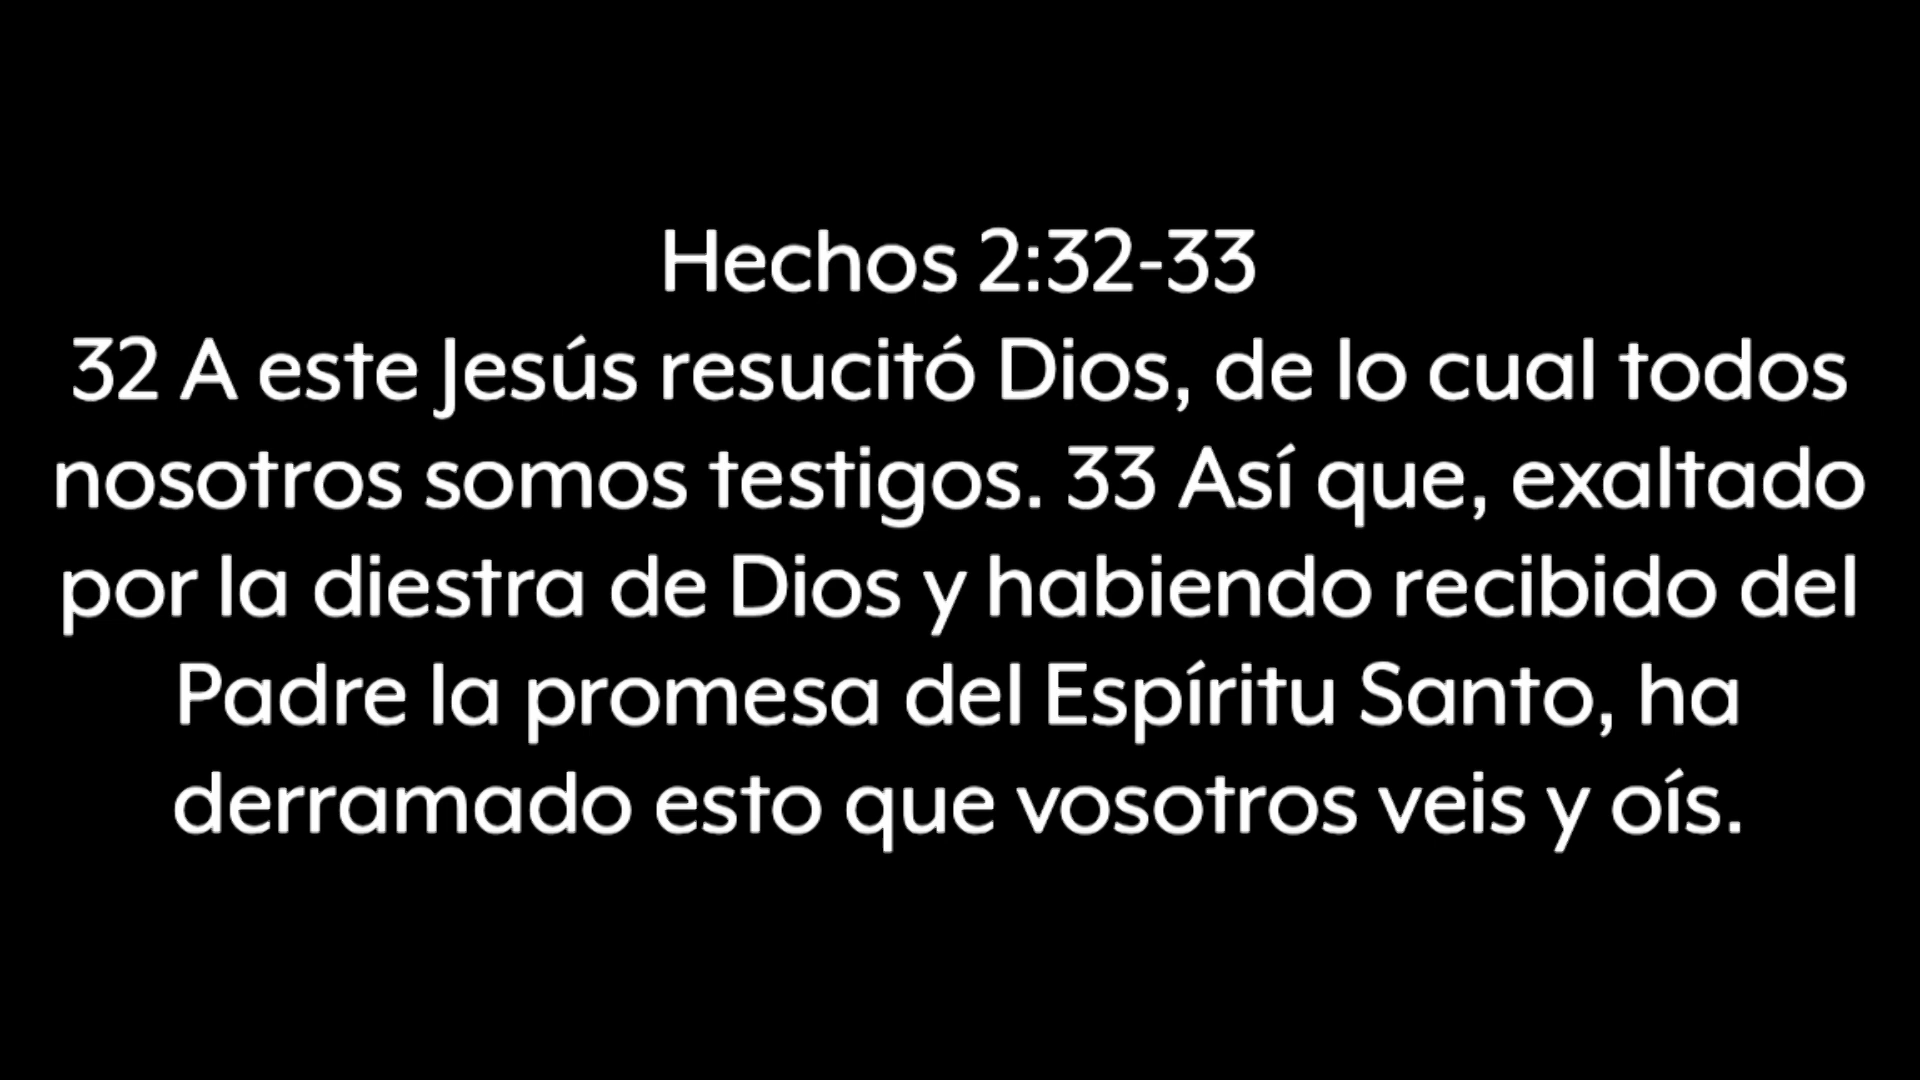 Hechos 2:32-33
32 A este Jesús resucitó Dios, de lo cual todos
nosotros somos testigos. 33 Así que, exaltado
por la diestra de Dios y habiendo recibido del
Padre la promesa del Espíritu Santo, ha
derramado esto que vosotros veis y oís.